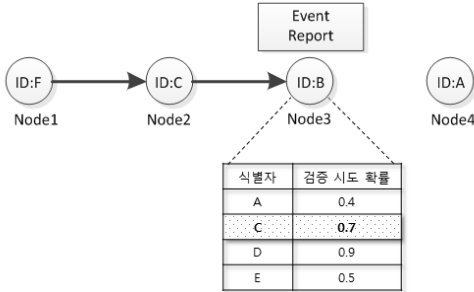 Event
Report
ID:F
ID:C
ID:B
ID:A
Node1
Node2
Node3
Node4
식별자 검증 시도 확률
A 0.4
C 0.7
D 0.9
E 0.5